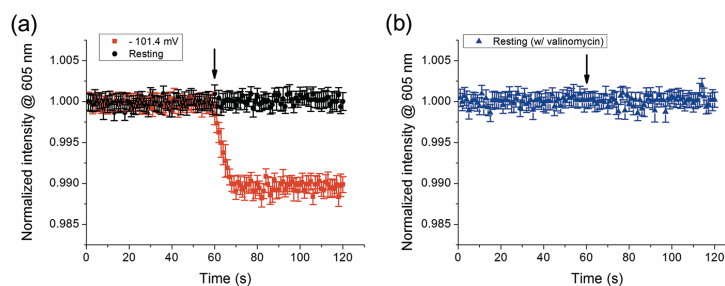 (a)
- 101.4 mV
Resting
1.005
1.000
0.995
0.990
0.985
Normalized intensity @ 605 nm
0 20 40 60 80 100 120
Time (s)
(b)
Resting (w/ valinomycin)
1.005
1.000
0.995
0.990
0.985
Normalized intensity @ 605 nm
0 20 40 60 80 100 120
Time (s)